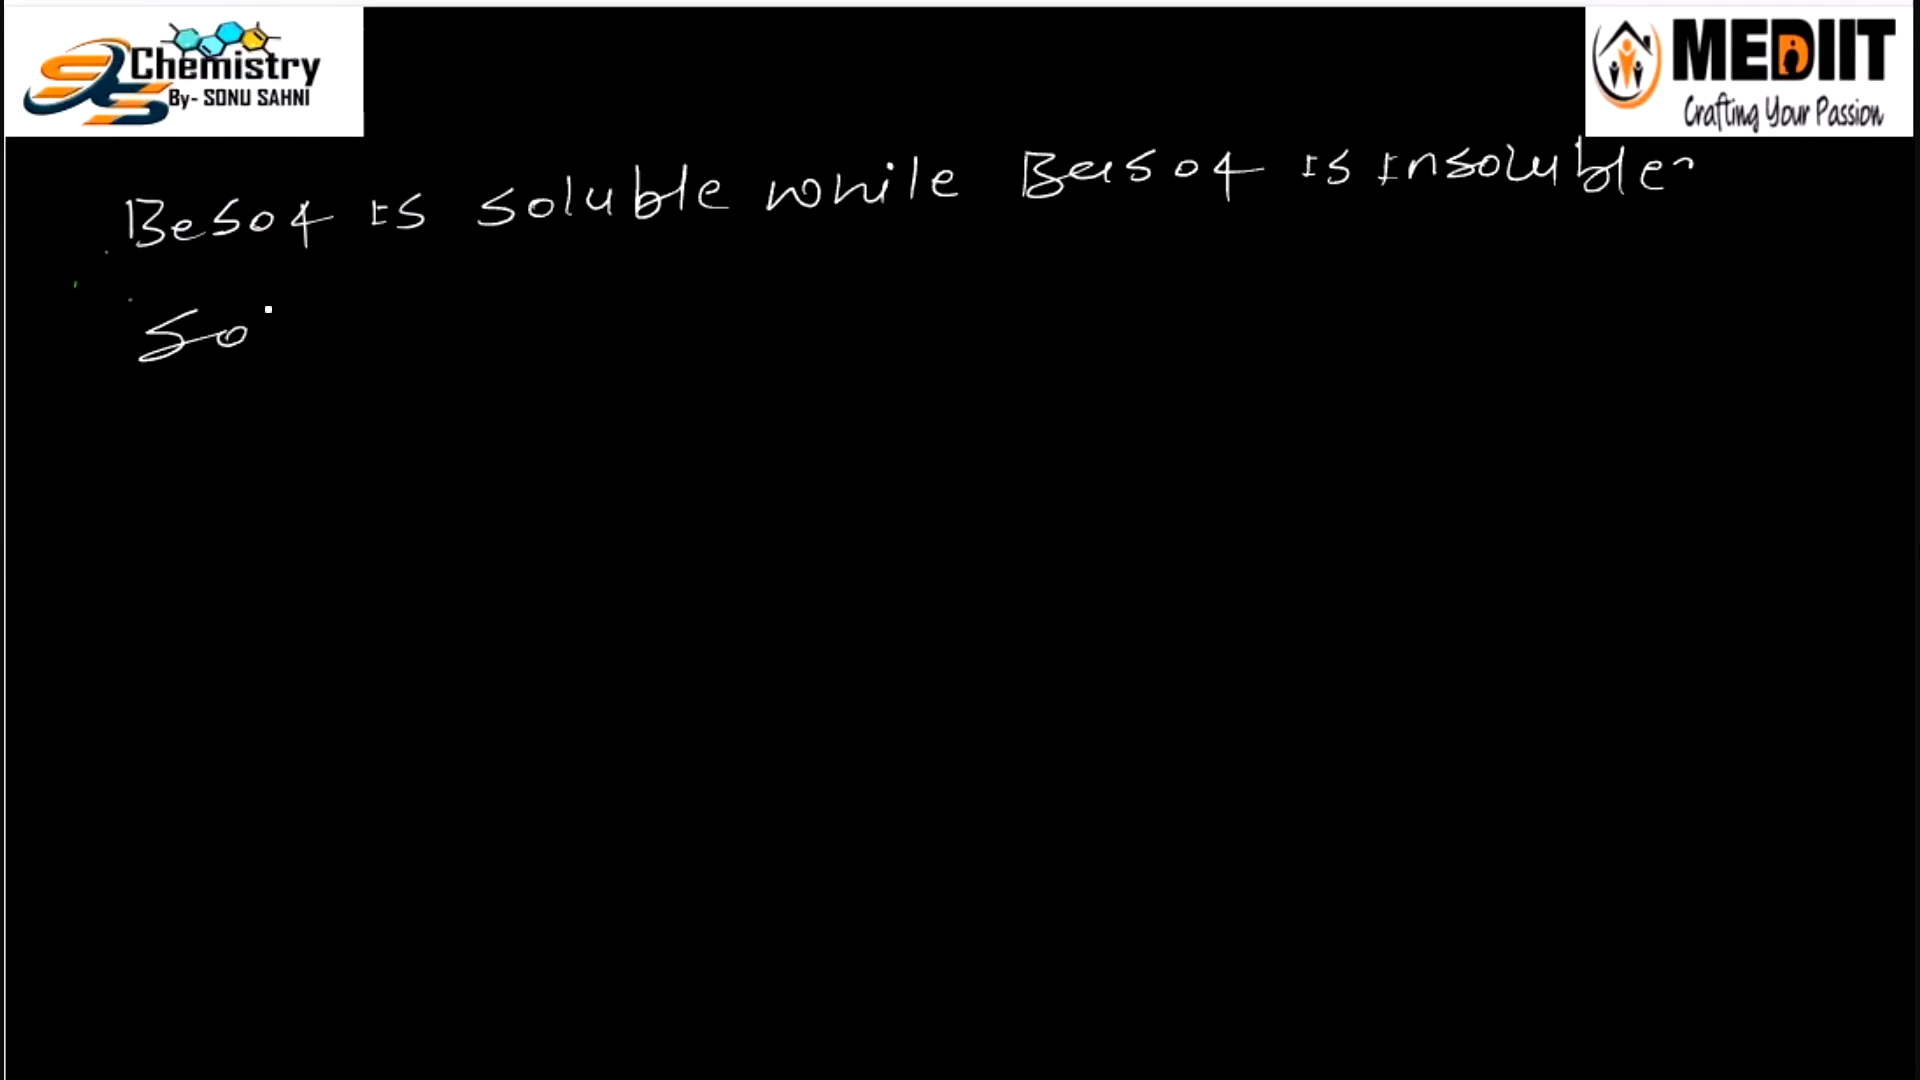 Chemistry
By- SONU SAHNI
MEDIIT
Crafting Your Passion
BeSO4 is soluble while BaSO4 is insoluble
So